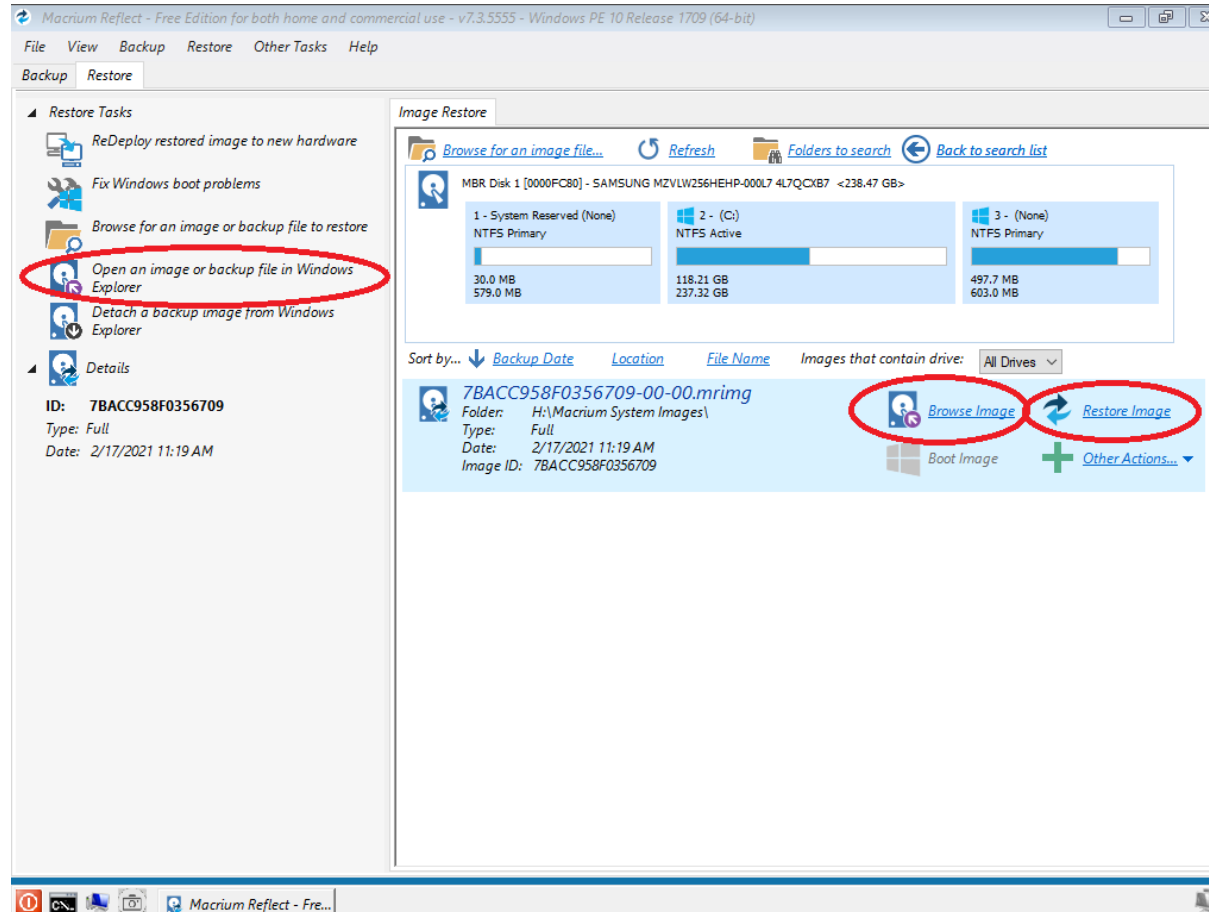 Macrium Reflect - Free Edition for both home and commercial use - v7.3.5555 - Windows PE 10 Release 1709 (64-bit)
File View Backup Restore Other Tasks Help
Backup Restore
Restore Tasks
ReDeploy restored image to new hardware
Fix Windows boot problems
Browse for an image or backup file to restore
Open an image or backup file in Windows
Explorer
Detach a backup image from Windows
Explorer
Details
ID: 7BACC958F0356709
Type: Full
Date: 2/17/2021 11:19 AM
Image Restore
Browse for an image file... Refresh Folders to search Back to search list
MBR Disk 1 [0000FC80] - SAMSUNG MZVLW256HEHP-000L7 4L7QCXB7 <238.47 GB>
1 - System Reserved (None)
NTFS Primary
30.0 MB
579.0 MB
2 - (C:)
NTFS Active
118.21 GB
237.32 GB
3 - (None)
NTFS Primary
497.7 MB
603.0 MB
Sort by... Backup Date Location File Name Images that contain drive: All Drives
7BACC958F0356709-00-00.mrimg
Folder: H:\Macrium System Images\
Type: Full
Date: 2/17/2021 11:19 AM
Image ID: 7BACC958F0356709
Browse Image Restore Image
Boot Image Other Actions...
Macrium Reflect - Fre...